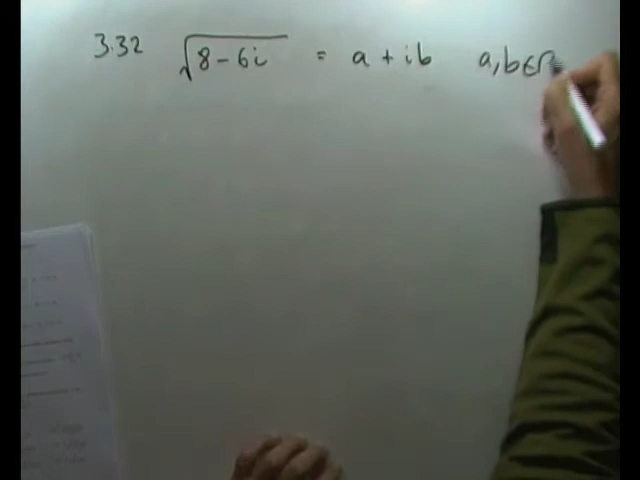 3.32 √(8 - 6i) = a + ib a, b ∈